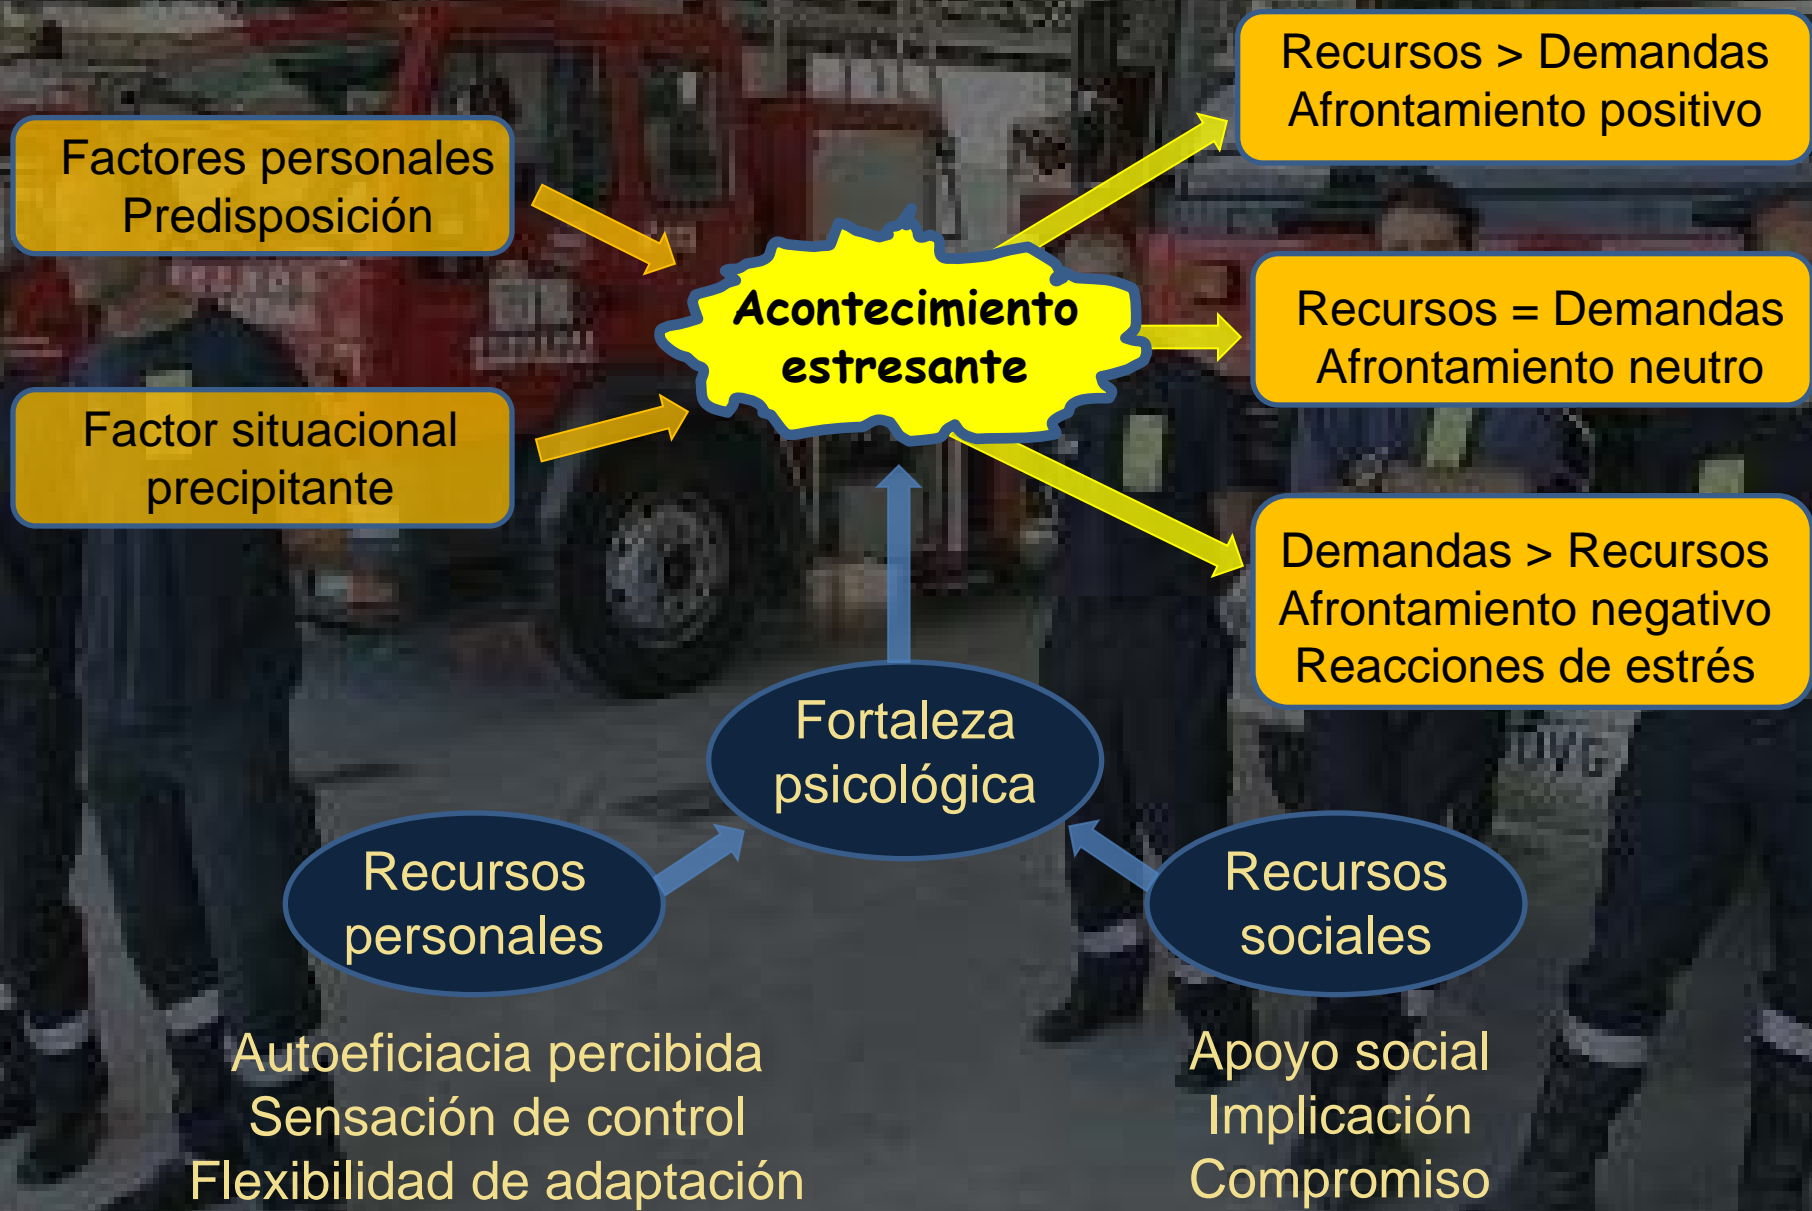 Recursos > Demandas
Afrontamiento positivo
Factores personales
Predisposición
Acontecimiento
estresante
Recursos = Demandas
Afrontamiento neutro
Factor situacional
precipitante
Demandas > Recursos
Afrontamiento negativo
Reacciones de estrés
Fortaleza
psicológica
Recursos
personales
Recursos
sociales
Autoeficiacia percibida
Sensación de control
Flexibilidad de adaptación
Apoyo social
Implicación
Compromiso